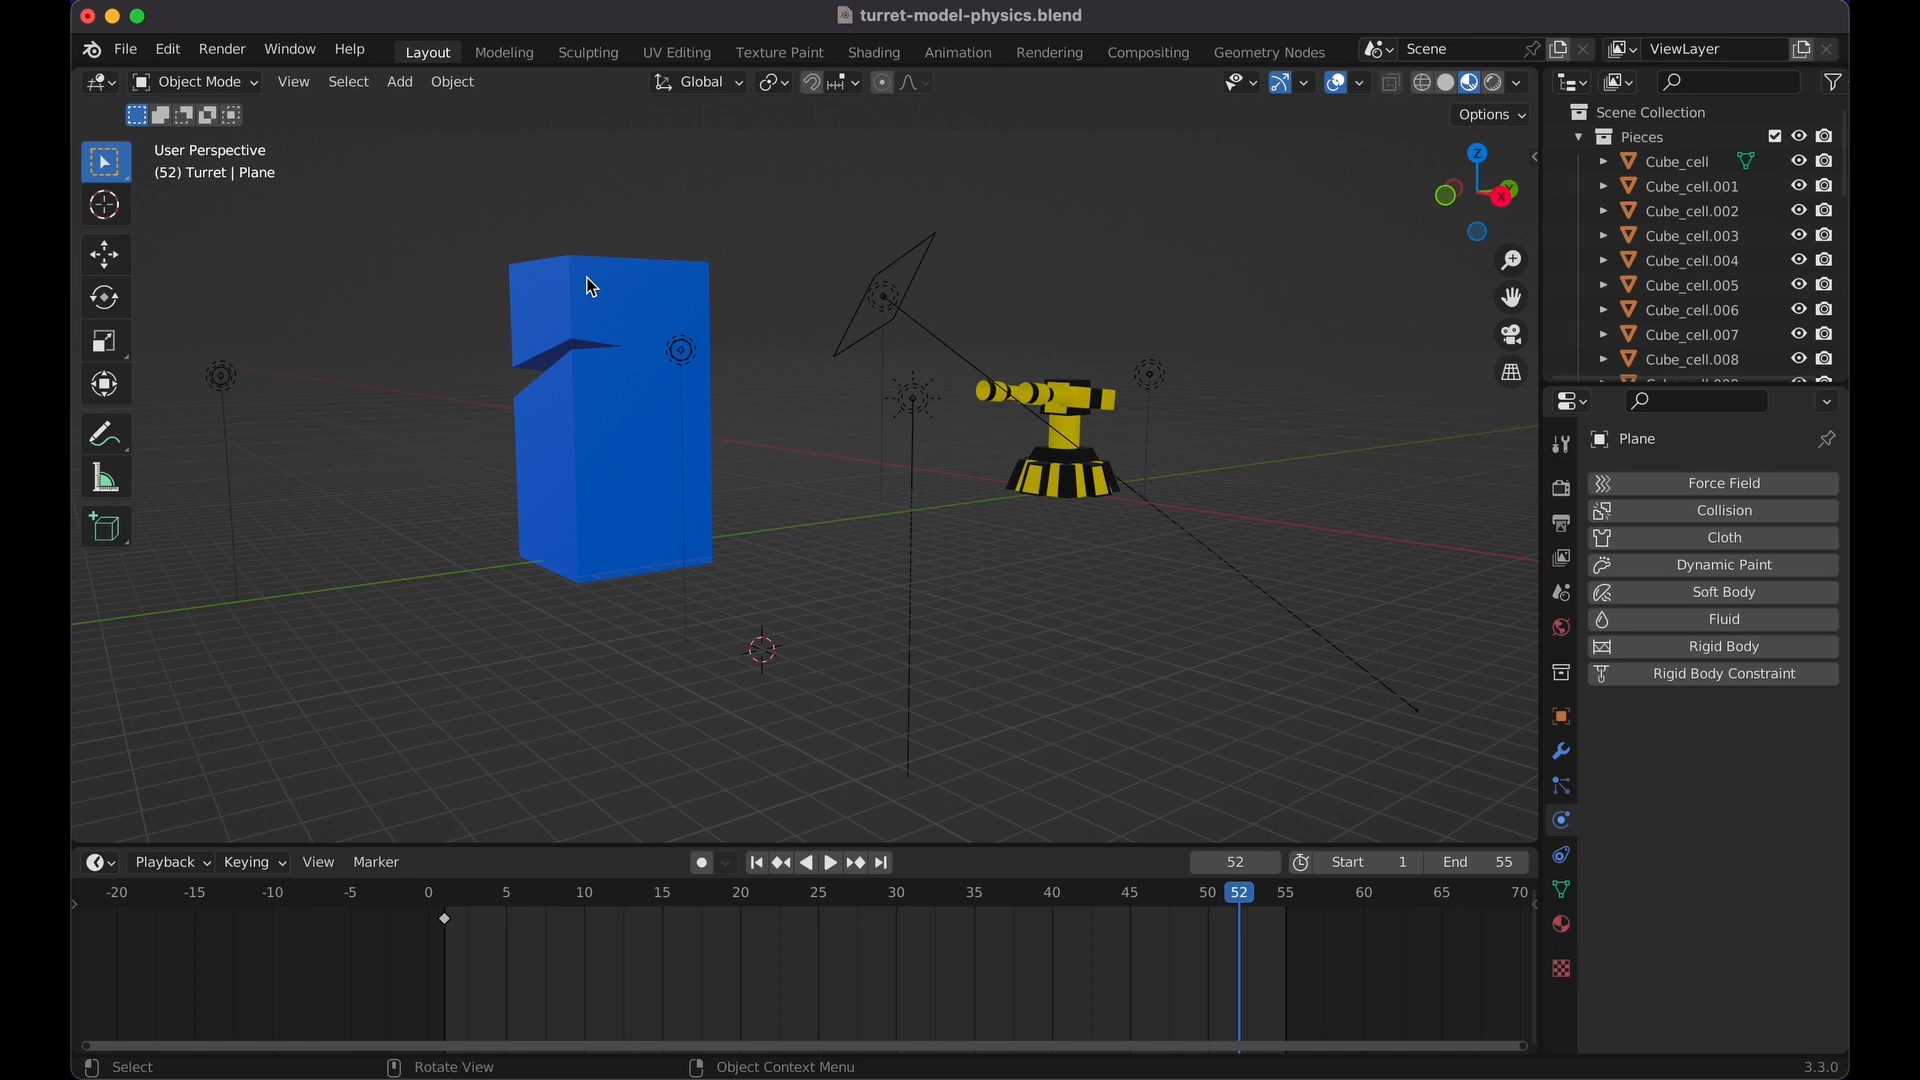 turret-model-physics.blend
File Edit Render Window Help Layout Modeling Sculpting UV Editing Texture Paint Shading Animation Rendering Compositing Geometry Nodes Scene ViewLayer
Object Mode View Select Add Object Global
Options
User Perspective
(52) Turret | Plane
Z
Y
X
Scene Collection
Pieces
Cube_cell
Cube_cell.001
Cube_cell.002
Cube_cell.003
Cube_cell.004
Cube_cell.005
Cube_cell.006
Cube_cell.007
Cube_cell.008
Plane
Force Field
Collision
Cloth
Dynamic Paint
Soft Body
Fluid
Rigid Body
Rigid Body Constraint
Playback Keying View Marker 52 Start 1 End 55
-20 -15 -10 -5 0 5 10 15 20 25 30 35 40 45 50 52 55 60 65 70
Select Rotate View Object Context Menu 3.3.0